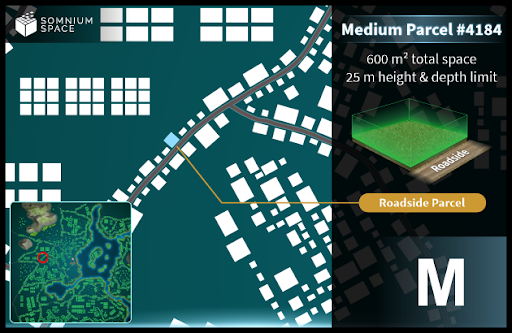 SOMNIUM
SPACE
Medium Parcel #4184
600 m² total space
25 m height & depth limit
Roadside
Roadside Parcel
M